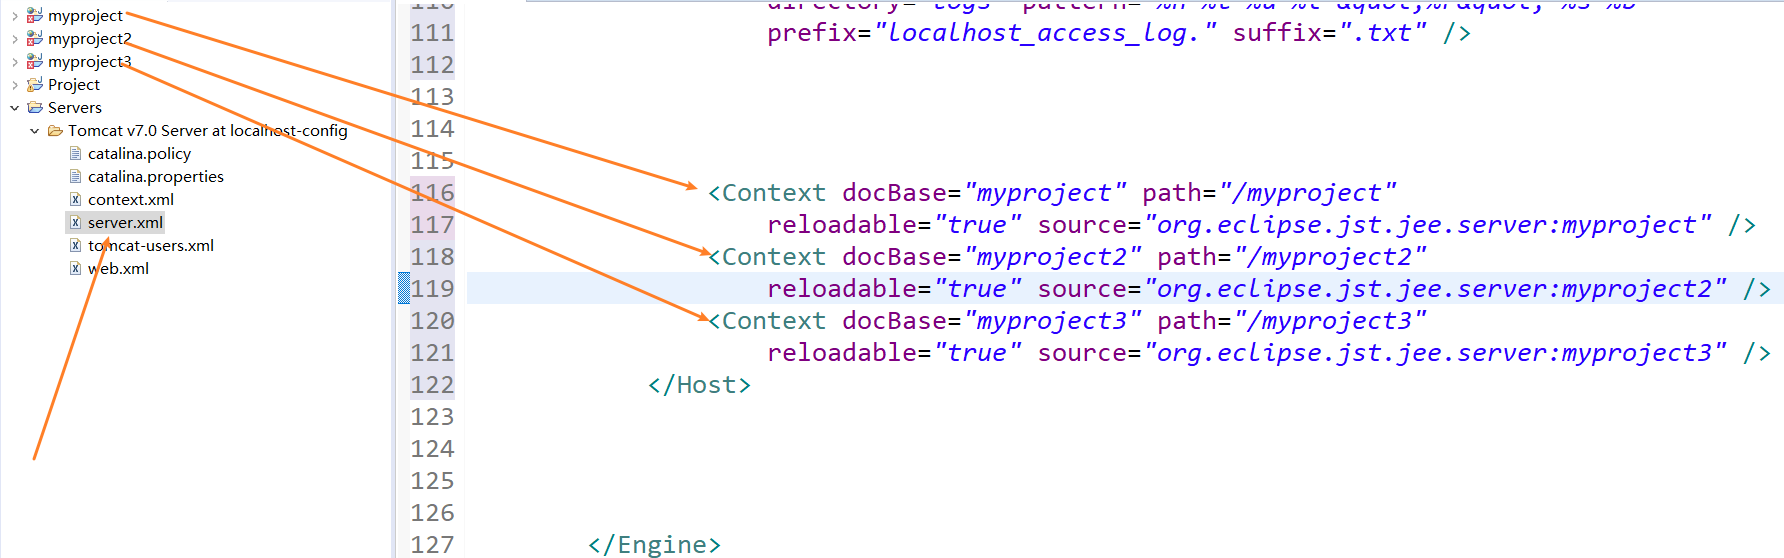 myproject
myproject2
myproject3
Project
Servers
Tomcat v7.0 Server at localhost-config
catalina.policy
catalina.properties
context.xml
server.xml
tomcat-users.xml
web.xml
111 prefix="localhost_access_log." suffix=".txt" />
112
113
114
115
116 <Context docBase="myproject" path="/myproject"
117 reloadable="true" source="org.eclipse.jst.jee.server:myproject" />
118 <Context docBase="myproject2" path="/myproject2"
119 reloadable="true" source="org.eclipse.jst.jee.server:myproject2" />
120 <Context docBase="myproject3" path="/myproject3"
121 reloadable="true" source="org.eclipse.jst.jee.server:myproject3" />
122 </Host>
123
124
125
126
127 </Engine>